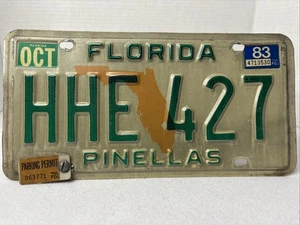 OCT
83
FLORIDA
HHE 427
PINELLAS
PARKING PERMIT